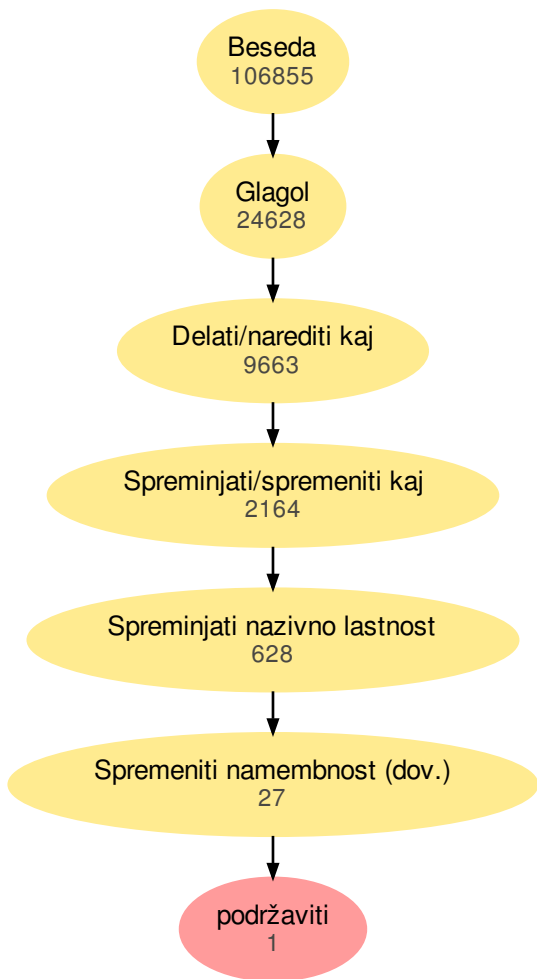 Beseda
106855
Glagol
24628
Delati/narediti kaj
9663
Spreminjati/spremeniti kaj
2164
Spreminjati nazivno lastnost
628
Spremeniti namembnost (dov.)
27
podržaviti
1